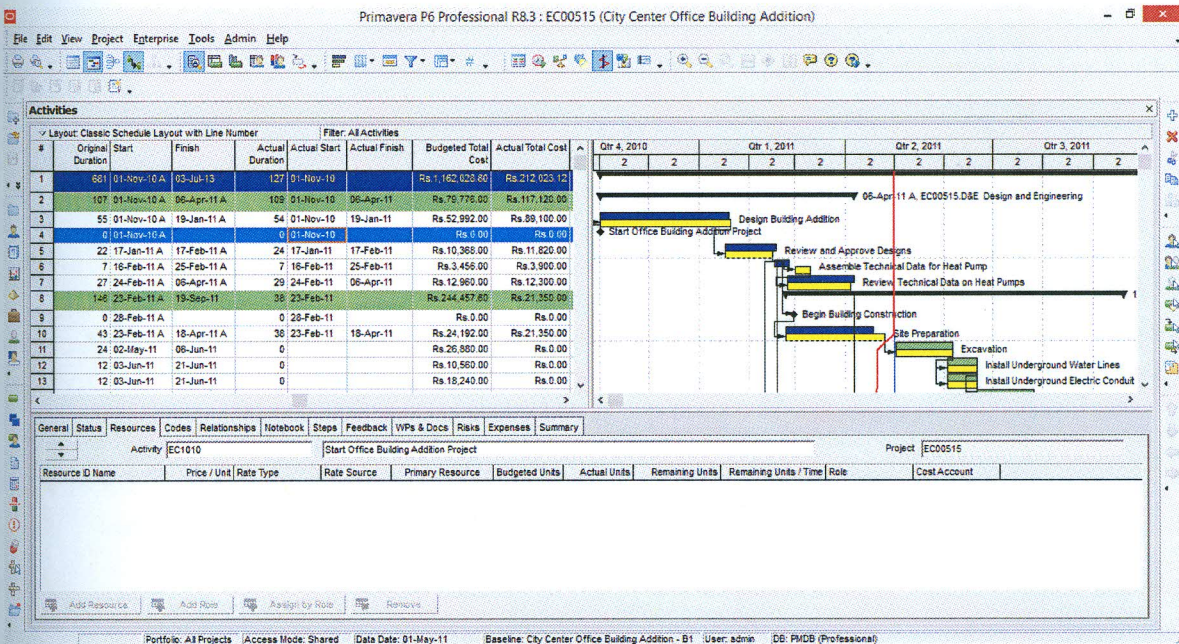 Primavera P6 Professional R8.3 : EC00515 (City Center Office Building Addition)
File Edit View Project Enterprise Tools Admin Help
Activities
Layout: Classic Schedule Layout with Line Number Filter: All Activities
# Original Duration Start Finish Actual Duration Actual Start Actual Finish Budgeted Total Cost Actual Total Cost
1 681 01-Nov-10 A 03-Jul-13 127 01-Nov-10 Rs.1,162,028.80 Rs.212,023.12
2 107 01-Nov-10 A 06-Apr-11 A 109 01-Nov-10 06-Apr-11 Rs.79,776.00 Rs.117,120.00
3 55 01-Nov-10 A 19-Jan-11 A 54 01-Nov-10 19-Jan-11 Rs.52,992.00 Rs.89,100.00
4 0 01-Nov-10 A 0 01-Nov-10 Rs.0.00 Rs.0.00
5 22 17-Jan-11 A 17-Feb-11 A 24 17-Jan-11 17-Feb-11 Rs.10,368.00 Rs.11,820.00
6 7 16-Feb-11 A 25-Feb-11 A 7 16-Feb-11 25-Feb-11 Rs.3,456.00 Rs.3,900.00
7 27 24-Feb-11 A 06-Apr-11 A 29 24-Feb-11 06-Apr-11 Rs.12,960.00 Rs.12,300.00
8 146 23-Feb-11 A 19-Sep-11 38 23-Feb-11 Rs.244,457.60 Rs.21,350.00
9 0 28-Feb-11 A 0 28-Feb-11 Rs.0.00 Rs.0.00
10 43 23-Feb-11 A 18-Apr-11 A 38 23-Feb-11 18-Apr-11 Rs.24,192.00 Rs.21,350.00
11 24 02-May-11 06-Jun-11 0 Rs.26,880.00 Rs.0.00
12 12 03-Jun-11 21-Jun-11 0 Rs.10,560.00 Rs.0.00
13 12 03-Jun-11 21-Jun-11 0 Rs.18,240.00 Rs.0.00
Qtr 4, 2010 Qtr 1, 2011 Qtr 2, 2011 Qtr 3, 2011
2 2 2 2 2 2 2 2 2 2 2
06-Apr-11 A, EC00515.D&E Design and Engineering
Design Building Addition
Start Office Building Addition Project
Review and Approve Designs
Assemble Technical Data for Heat Pump
Review Technical Data on Heat Pumps
1
Begin Building Construction
Site Preparation
Excavation
Install Underground Water Lines
Install Underground Electric Conduit
General Status Resources Codes Relationships Notebook Steps Feedback WPs & Docs Risks Expenses Summary
Activity EC1010 Start Office Building Addition Project Project EC00515
Resource ID Name Price / Unit Rate Type Rate Source Primary Resource Budgeted Units Actual Units Remaining Units Remaining Units / Time Role Cost Account
Add Resource Add Role Assign by Role Remove
Portfolio: All Projects Access Mode: Shared Data Date: 01-May-11 Baseline: City Center Office Building Addition - B1 User: admin DB: PMDB (Professional)